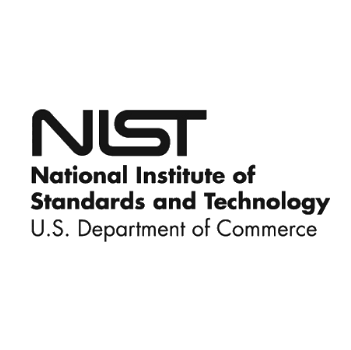 NIST
National Institute of
Standards and Technology
U.S. Department of Commerce